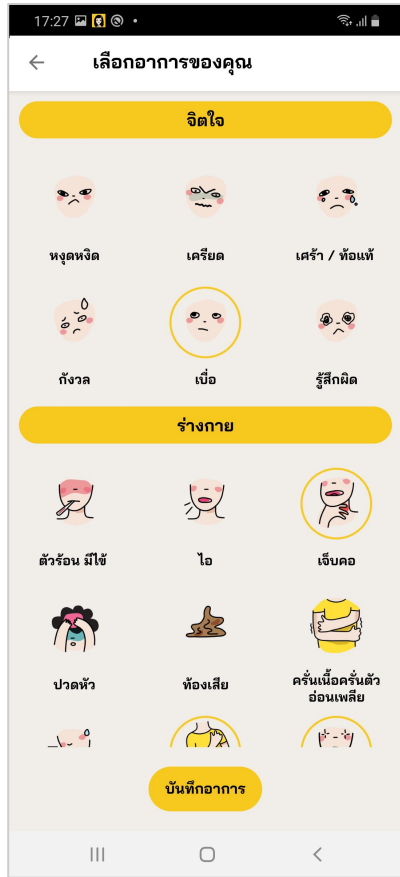 17:27
เลือกอาการของคุณ
จิตใจ
หงุดหงิด
เครียด
เศร้า / ท้อแท้
กังวล
เบื่อ
รู้สึกผิด
ร่างกาย
ตัวร้อน มีไข้
ไอ
เจ็บคอ
ปวดหัว
ท้องเสีย
ครั่นเนื้อครั่นตัว
อ่อนเพลีย
บันทึกอาการ